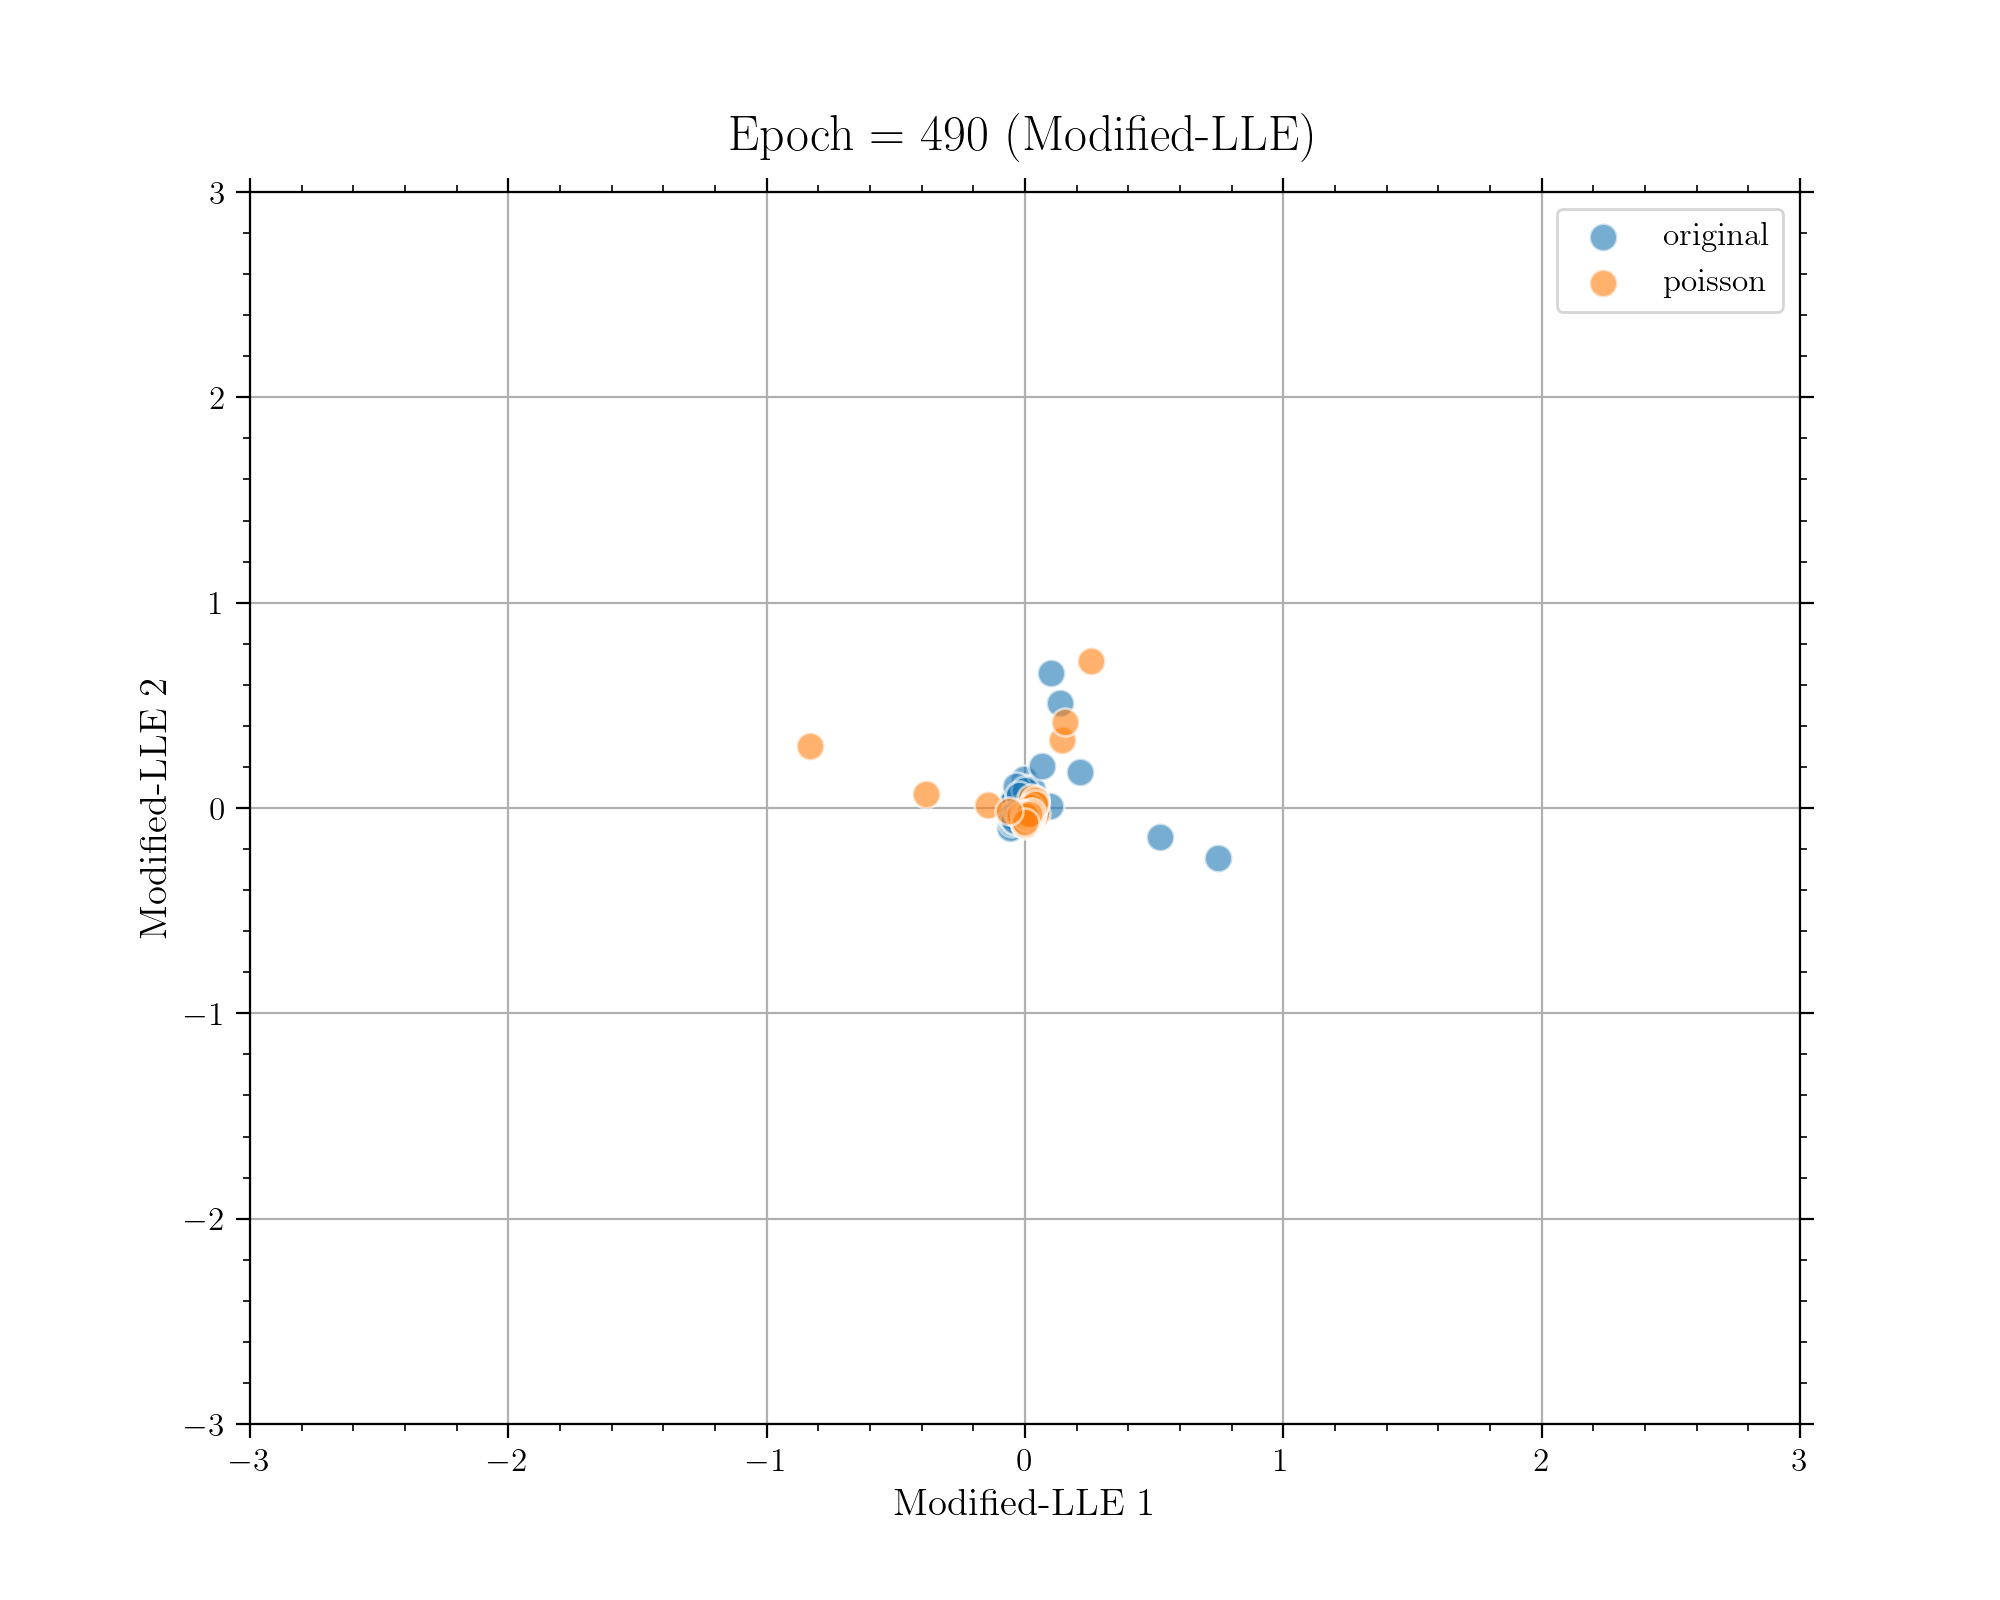 Epoch = 490 (Modified-LLE)
original
poisson
3
2
1
0
−1
−2
−3
Modified-LLE 2
−3
−2
−1
0
1
2
3
Modified-LLE 1